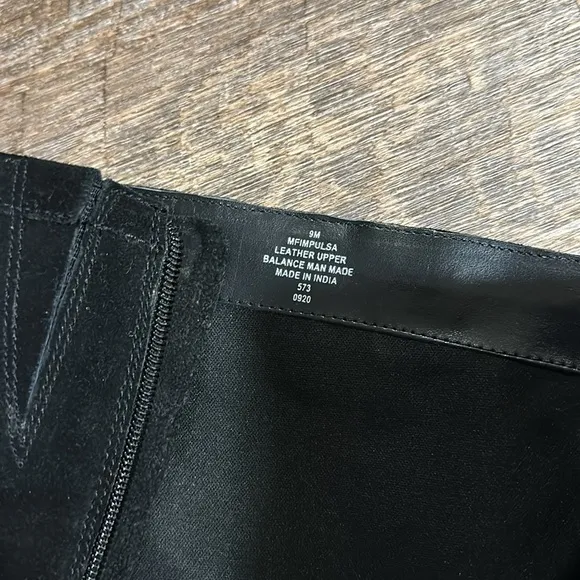 9M
MFIMPULSA
LEATHER UPPER
BALANCE MAN MADE
MADE IN INDIA
573
0920